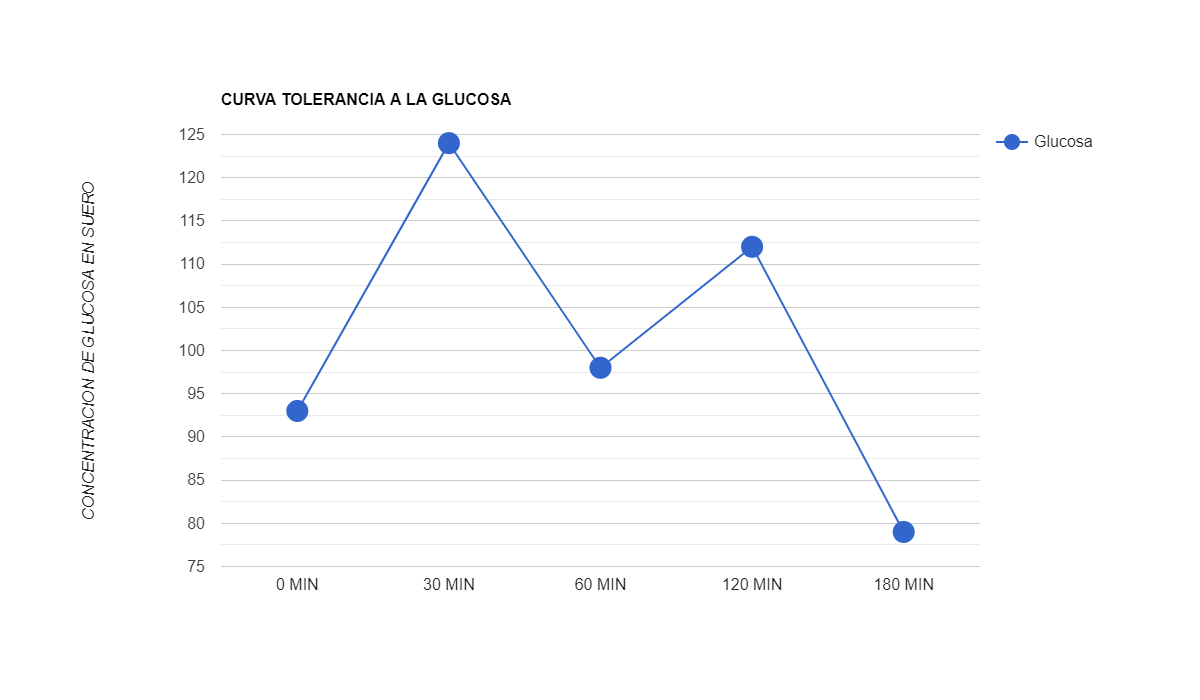 CURVA TOLERANCIA A LA GLUCOSA
CONCENTRACION DE GLUCOSA EN SUERO
125
120
115
110
105
100
95
90
85
80
75
0 MIN
30 MIN
60 MIN
120 MIN
180 MIN
Glucosa